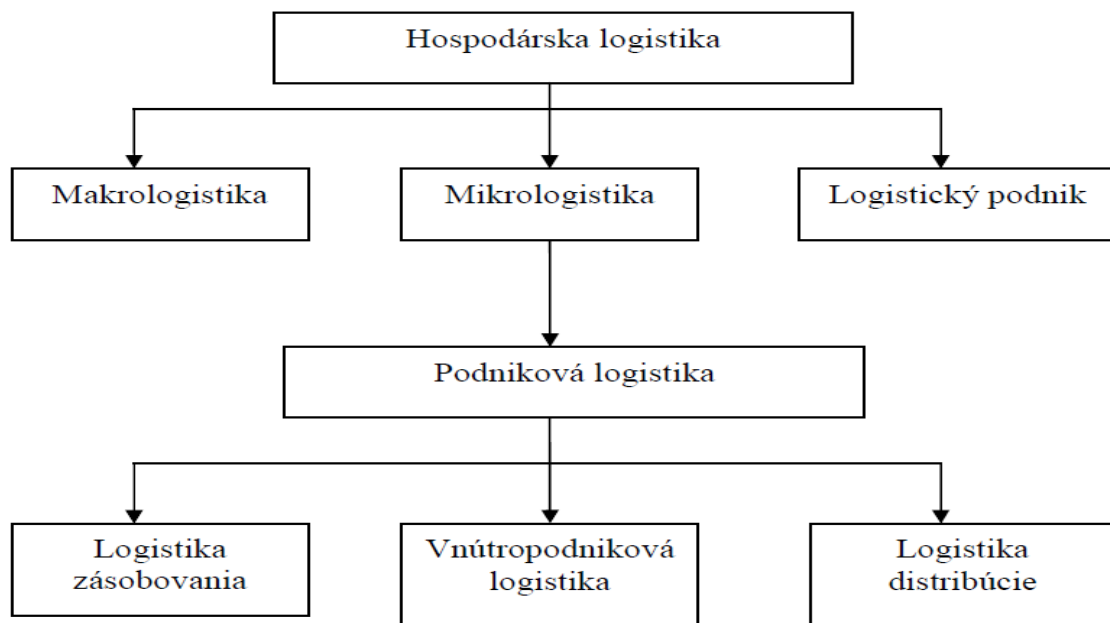 Hospodárska logistika
Makrologistika
Mikrologistika
Logistický podnik
Podniková logistika
Logistika
zásobovania
Vnútropodniková
logistika
Logistika
distribúcie